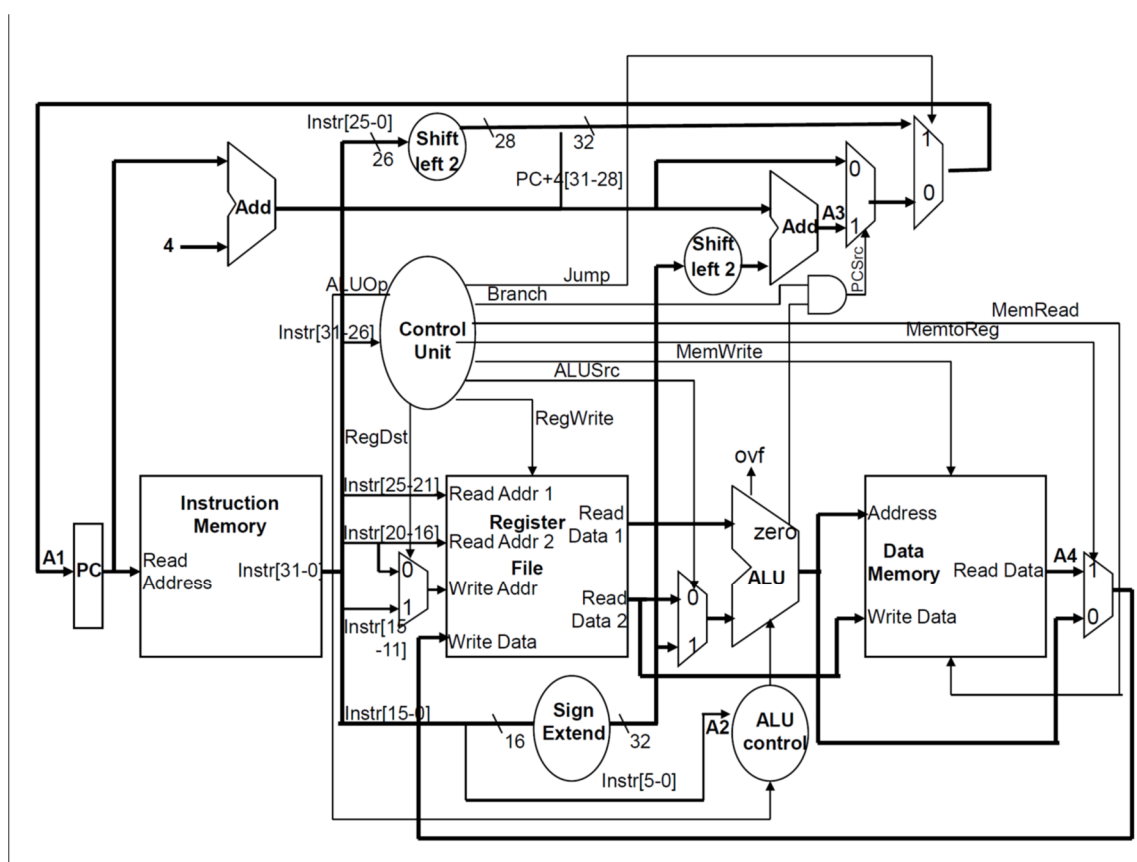 Instr[25-0]
26
Shift
left 2
28
32
PC+4[31-28]
1
0
Add
4
Add
A3
0
1
Shift
left 2
PCSrc
Jump
Branch
ALUOp
Instr[31-26]
Control
Unit
MemRead
MemtoReg
MemWrite
ALUSrc
RegWrite
RegDst
ovf
Instruction
Memory
Read
Address
Instr[31-0]
A1
PC
Instr[25-21]
Instr[20-16]
0
1
Instr[15
-11]
Read Addr 1
Register
Read Addr 2
File
Write Addr
Write Data
Read
Data 1
Read
Data 2
0
1
zero
ALU
Address
Data
Memory
Read Data
Write Data
A4
1
0
Instr[15-0]
16
Sign
Extend
32
Instr[5-0]
A2
ALU
control